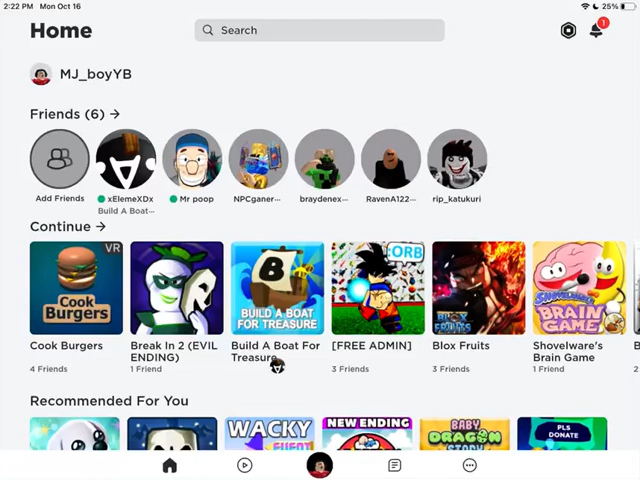 2:22 PM Mon Oct 16
25%
Home
Search
1
MJ_boyYB
Friends (6) →
Add Friends
xElemeXDx
Build A Boat--
Mr poop
NPCganer--
braydenex--
RavenA122--
rip_katukuri
Continue →
VR
Cook
Burgers
B
BUILD A BOAT
FOR TREASURE
ORB
BLOX
FRUITS
SHOVELWARE'S
BRAIN
GAME
Cook Burgers
4 Friends
Break In 2 (EVIL
ENDING)
1 Friend
Build A Boat For
Treasure
[FREE ADMIN]
3 Friends
Blox Fruits
3 Friends
Shovelware's
Brain Game
1 Friend
B
2
Recommended For You
WACKY
NEW ENDING
BABY
DRAGON
PLS
DONATE